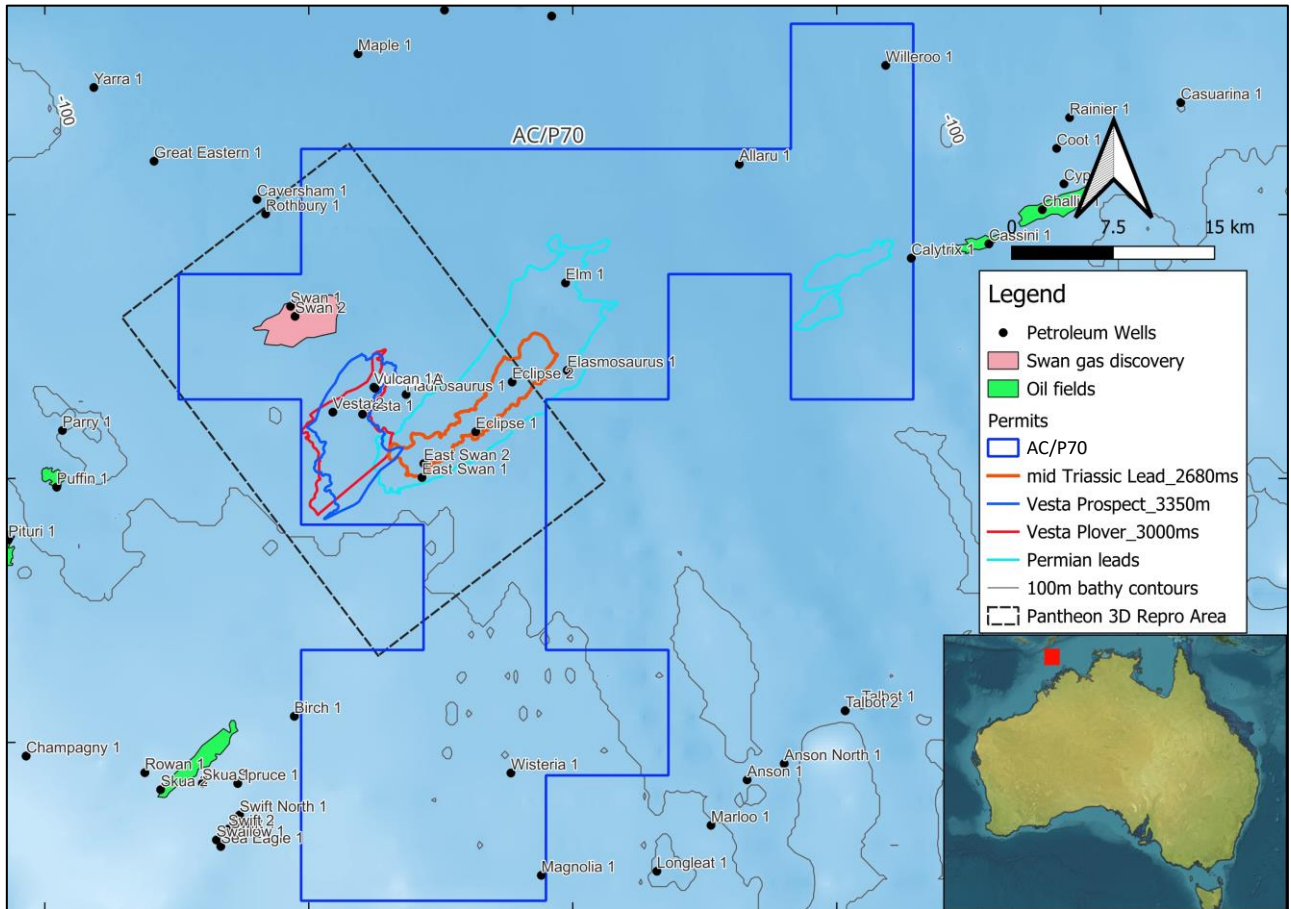 Maple 1
Willeroo 1
Yarra 1
-100
Casuarina 1
Rainier 1
-100
AC/P70
Coot 1
Great Eastern 1
Allaru 1
Caversham 1
Rothbury 1
Challi
Cassini 1
Calytrix 1
0 7.5 15 km
Elm 1
Swan 1
Swan 2
Elasmosaurus 1
Eclipse 2
Vulcan 1A
Vesta 2
Eclipse 1
Parry 1
East Swan 2
East Swan 1
Puffin 1
Pituri 1
Legend
Petroleum Wells
Swan gas discovery
Oil fields
Permits
AC/P70
mid Triassic Lead_2680ms
Vesta Prospect_3350m
Vesta Plover_3000ms
Permian leads
100m bathy contours
Pantheon 3D Repro Area
Talbot 1
Talbot 2
Birch 1
Champagny 1
Rowan 1
Spruce 1
Skua 2
Wisteria 1
Anson North 1
Anson 1
Swift North 1
Swift 2
Swallow 1
Sea Eagle 1
Marloo 1
Magnolia 1
Longleat 1